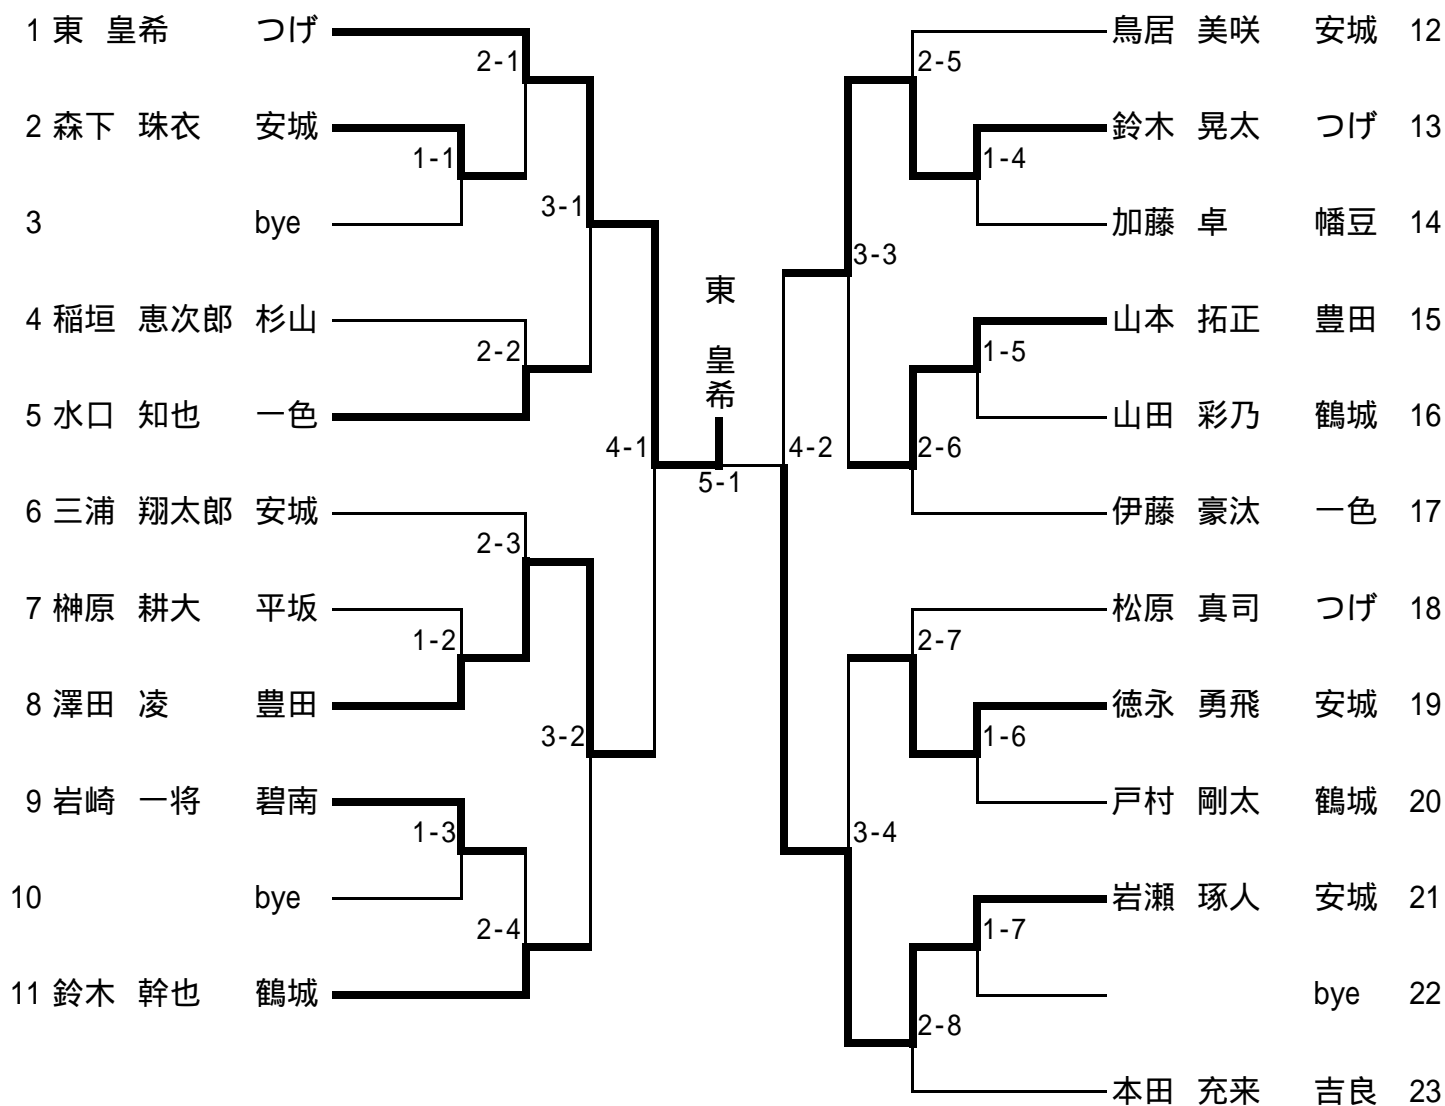 1 東 皇希 つげ
2-1
2 森下 珠衣 安城
1-1
3 bye
3-1
4 稲垣 恵次郎 杉山
2-2
5 水口 知也 一色
4-1
6 三浦 翔太郎 安城
2-3
7 榊原 耕大 平坂
1-2
8 澤田 凌 豊田
3-2
9 岩崎 一将 碧南
1-3
10 bye
2-4
11 鈴木 幹也 鶴城
東 皇希
5-1
鳥居 美咲 安城 12
2-5
鈴木 晃太 つげ 13
1-4
加藤 卓 幡豆 14
3-3
山本 拓正 豊田 15
1-5
山田 彩乃 鶴城 16
4-2
2-6
伊藤 豪汰 一色 17
松原 真司 つげ 18
2-7
徳永 勇飛 安城 19
1-6
戸村 剛太 鶴城 20
3-4
岩瀬 琢人 安城 21
1-7
bye 22
2-8
本田 充来 吉良 23